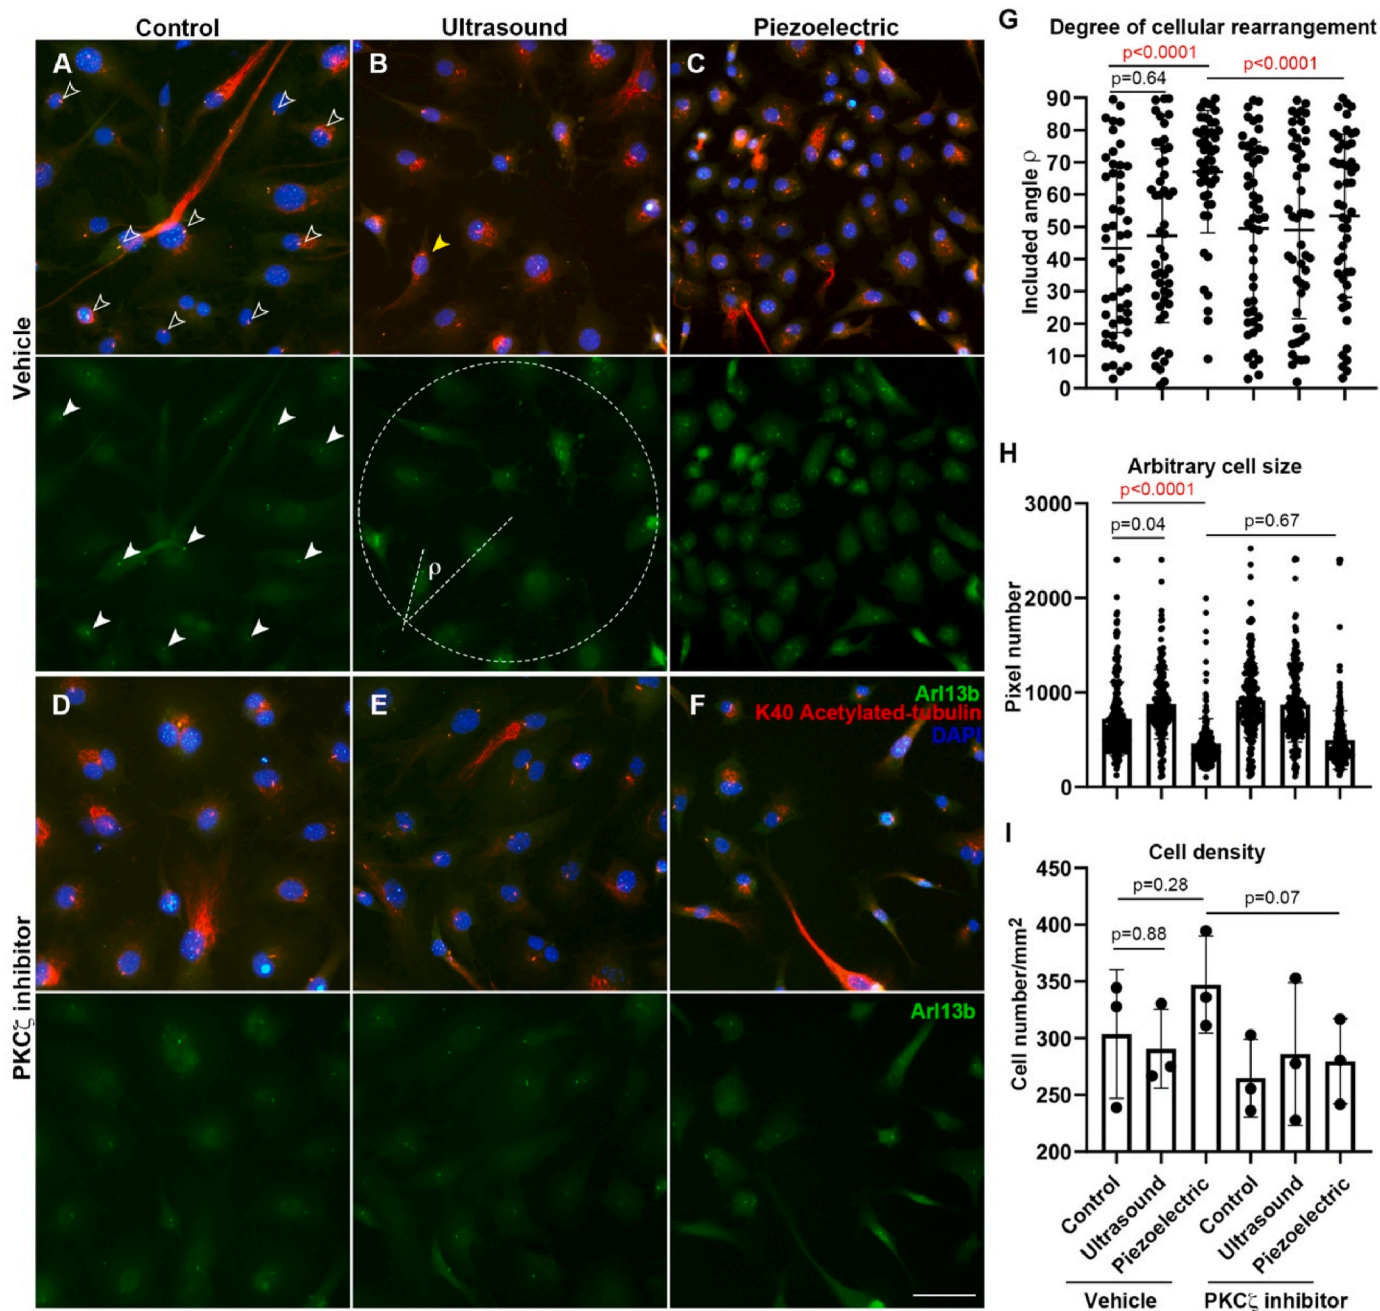 Control
Ultrasound
Piezoelectric
Vehicle
PKCζ inhibitor
A
B
C
ρ
D
E
F
Arl13b
K40 Acetylated-tubulin
DAPI
Arl13b
G
Degree of cellular rearrangement
p<0.0001
p<0.0001
p=0.64
Included angle ρ
90
80
70
60
50
40
30
20
10
0
H
Arbitrary cell size
p<0.0001
p=0.04
p=0.67
Pixel number
3000
2000
1000
0
I
Cell density
p=0.28
p=0.07
p=0.88
Cell number/mm²
450
400
350
300
250
200
Control
Ultrasound
Piezoelectric
Control
Ultrasound
Piezoelectric
Vehicle
PKCζ inhibitor